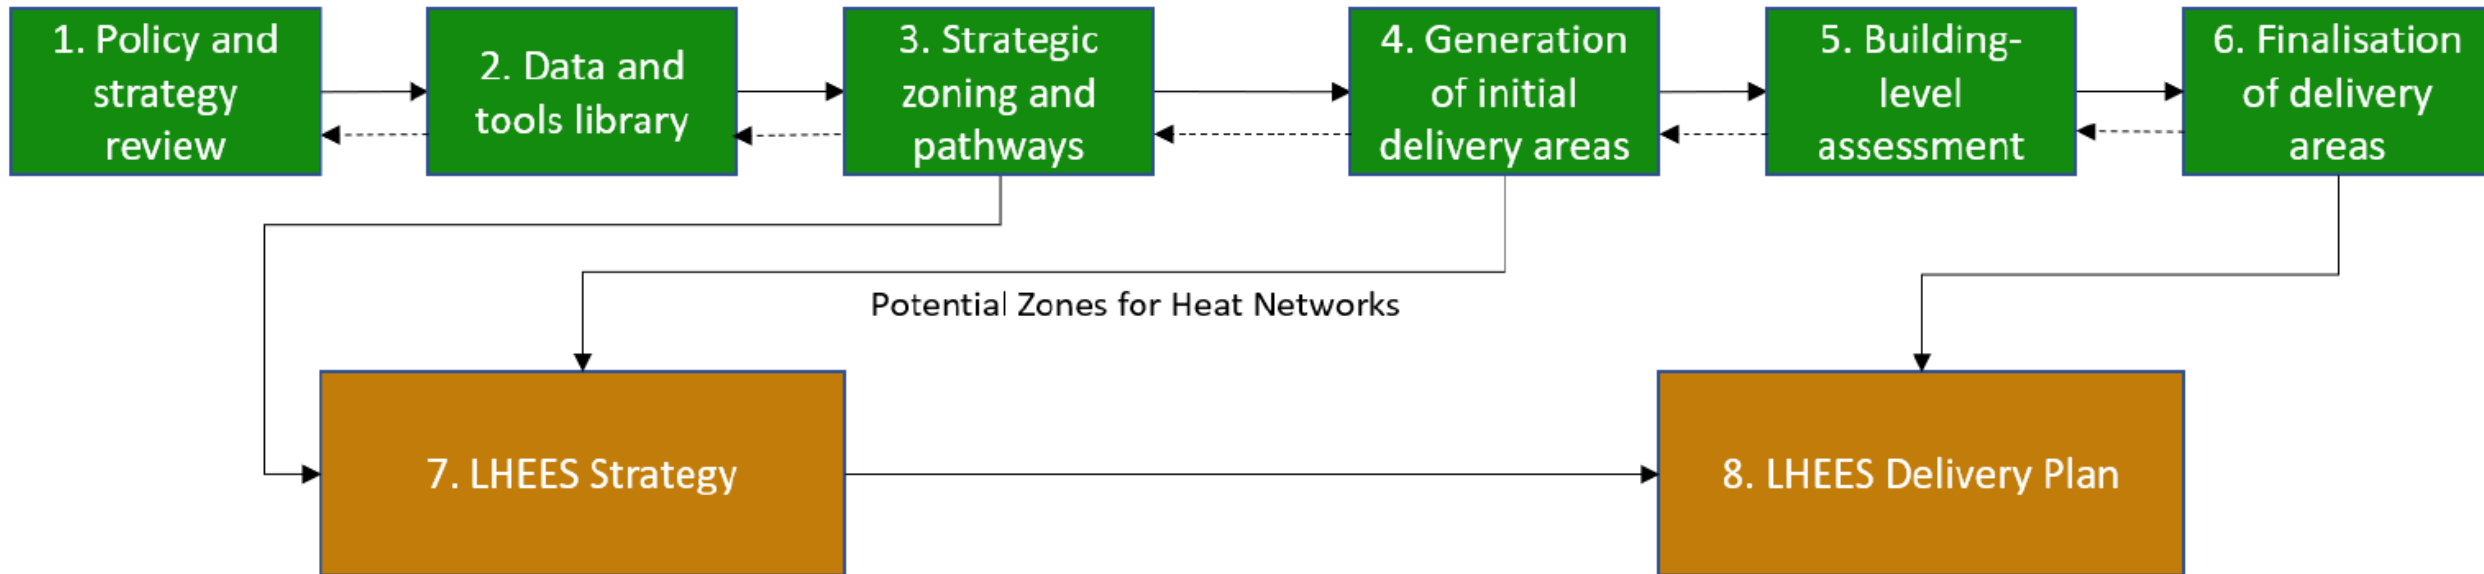 1. Policy and
strategy
review
2. Data and
tools library
3. Strategic
zoning and
pathways
4. Generation
of initial
delivery areas
5. Building-
level
assessment
6. Finalisation
of delivery
areas
Potential Zones for Heat Networks
7. LHEES Strategy
8. LHEES Delivery Plan